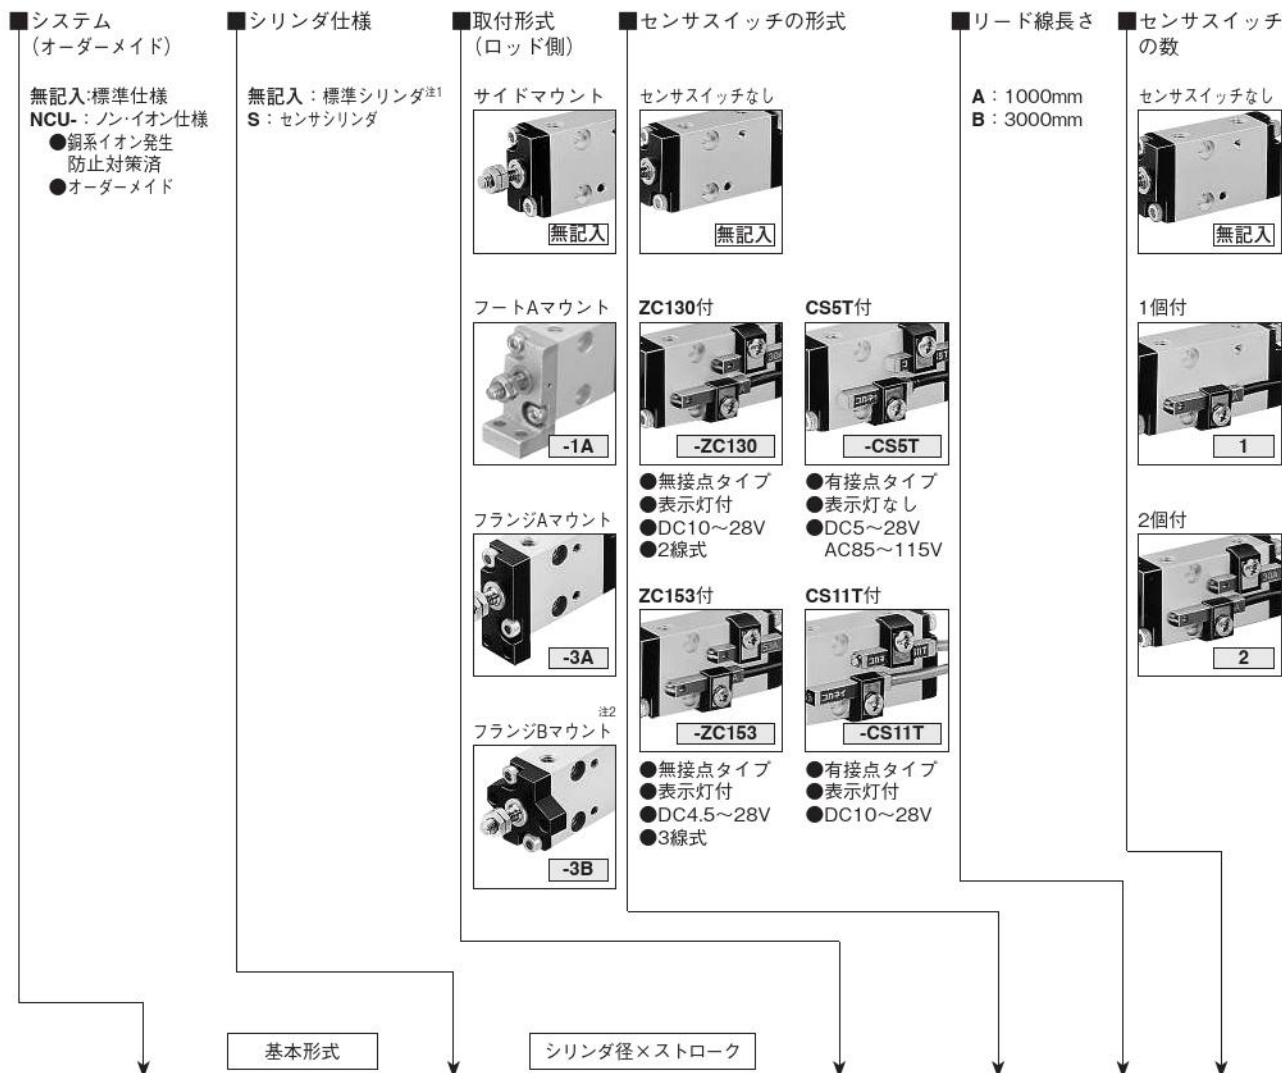 ■システム
（オーダーメイド）
無記入:標準仕様
NCU-：ノン・イオン仕様
●銅系イオン発生
防止対策済
●オーダーメイド
■シリンダ仕様
無記入：標準シリンダ注1
S：センサシリンダ
■取付形式
（ロッド側）
サイドマウント
無記入
フートAマウント
-1A
フランジAマウント
-3A
注2
フランジBマウント
-3B
■センサスイッチの形式
センサスイッチなし
無記入
ZC130付
-ZC130
●無接点タイプ
●表示灯付
●DC10～28V
●2線式
CS5T付
コガネイ
-CS5T
●有接点タイプ
●表示灯なし
●DC5～28V
AC85～115V
ZC153付
-ZC153
●無接点タイプ
●表示灯付
●DC4.5～28V
●3線式
CS11T付
コガネイ
-CS11T
●有接点タイプ
●表示灯付
●DC10～28V
■リード線長さ
A：1000mm
B：3000mm
■センサスイッチ
の数
センサスイッチなし
無記入
1個付
1
2個付
2
基本形式
シリンダ径×ストローク